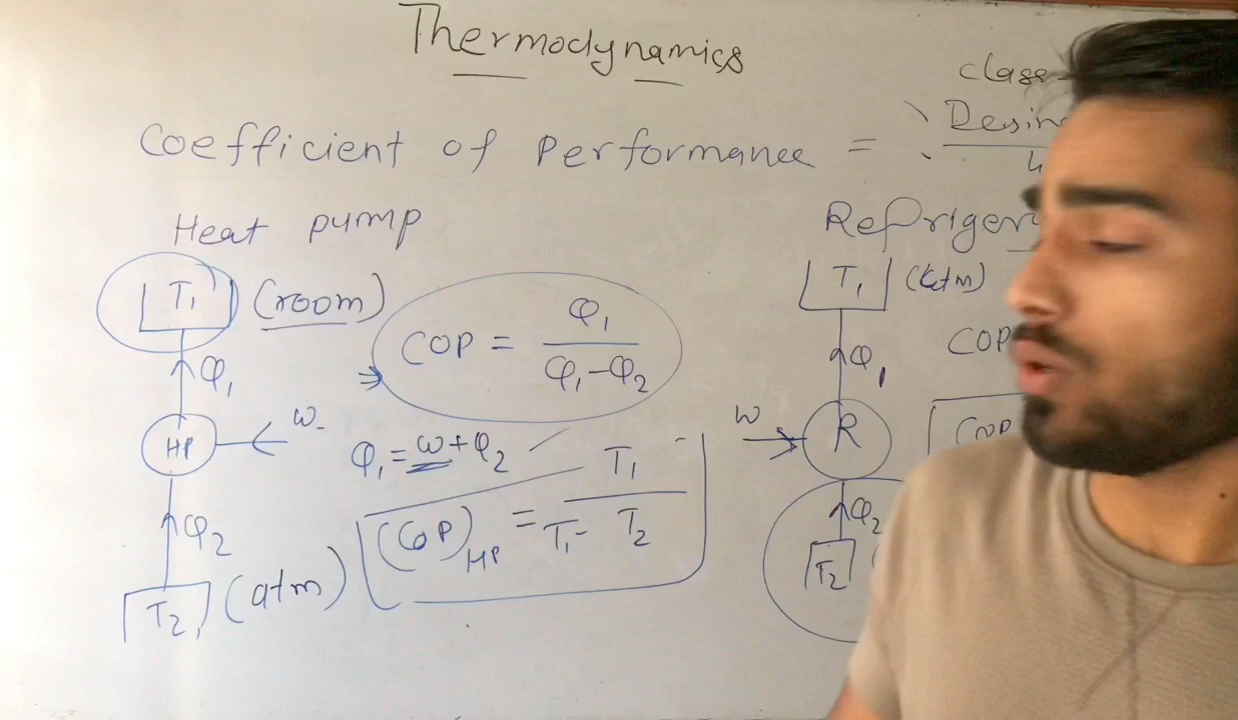 Thermodynamics
class
Coefficient of Performance =
Heat pump
T₁ (room)
Q₁
HP
W
Q₂
T₂ (atm)
COP = Q₁ / Q₁-Q₂
Q₁ = W + Q₂
(COP)HP = T₁ / T₁- T₂
T₁ (atm)
COP
Q₁
W
R
COP
Q₂
T₂